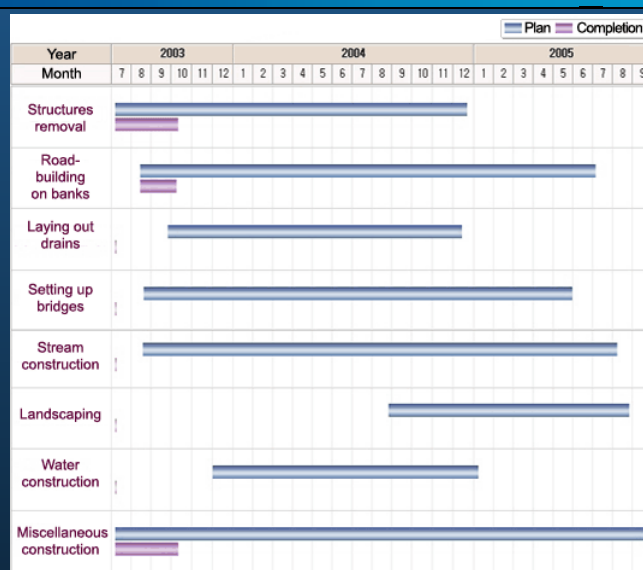 Plan Completion
Year 2003 2004 2005
Month 7 8 9 10 11 12 1 2 3 4 5 6 7 8 9 10 11 12 1 2 3 4 5 6 7 8 9
Structures
removal
Road-
building
on banks
Laying out
drains
Setting up
bridges
Stream
construction
Landscaping
Water
construction
Miscellaneous
construction